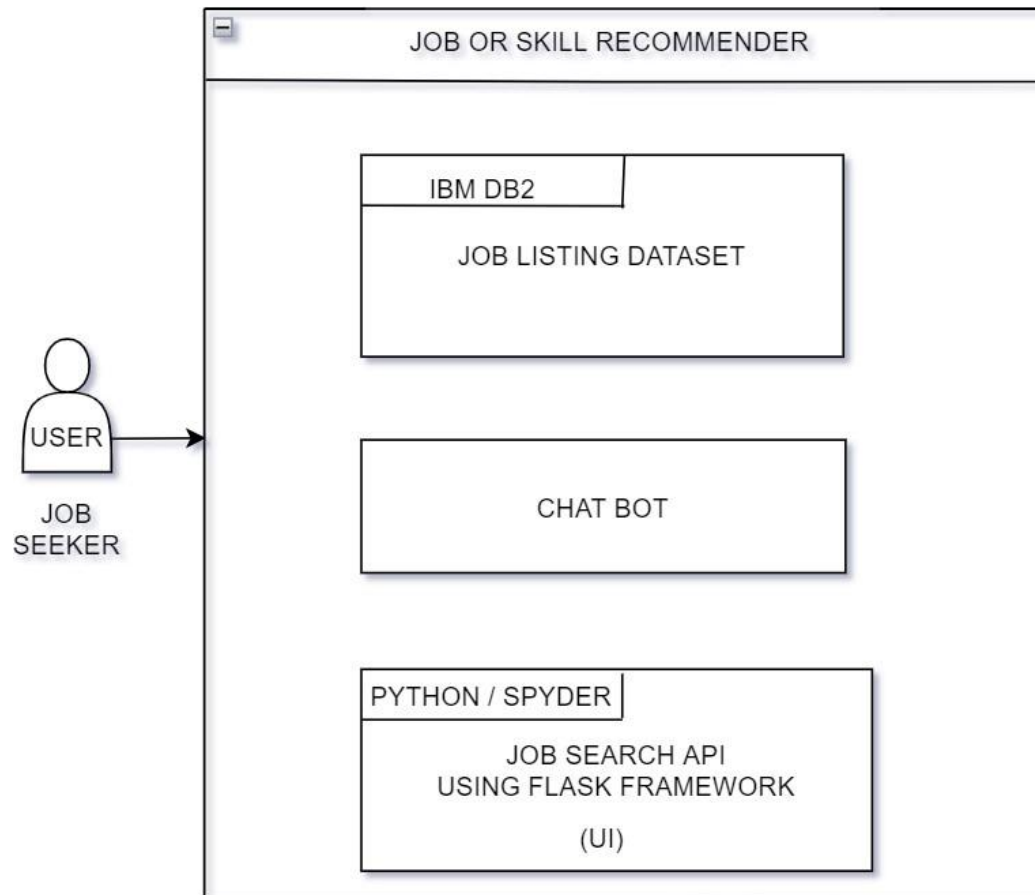 JOB OR SKILL RECOMMENDER
IBM DB2
JOB LISTING DATASET
USER
JOB
SEEKER
CHAT BOT
PYTHON / SPYDER
JOB SEARCH API
USING FLASK FRAMEWORK
(UI)